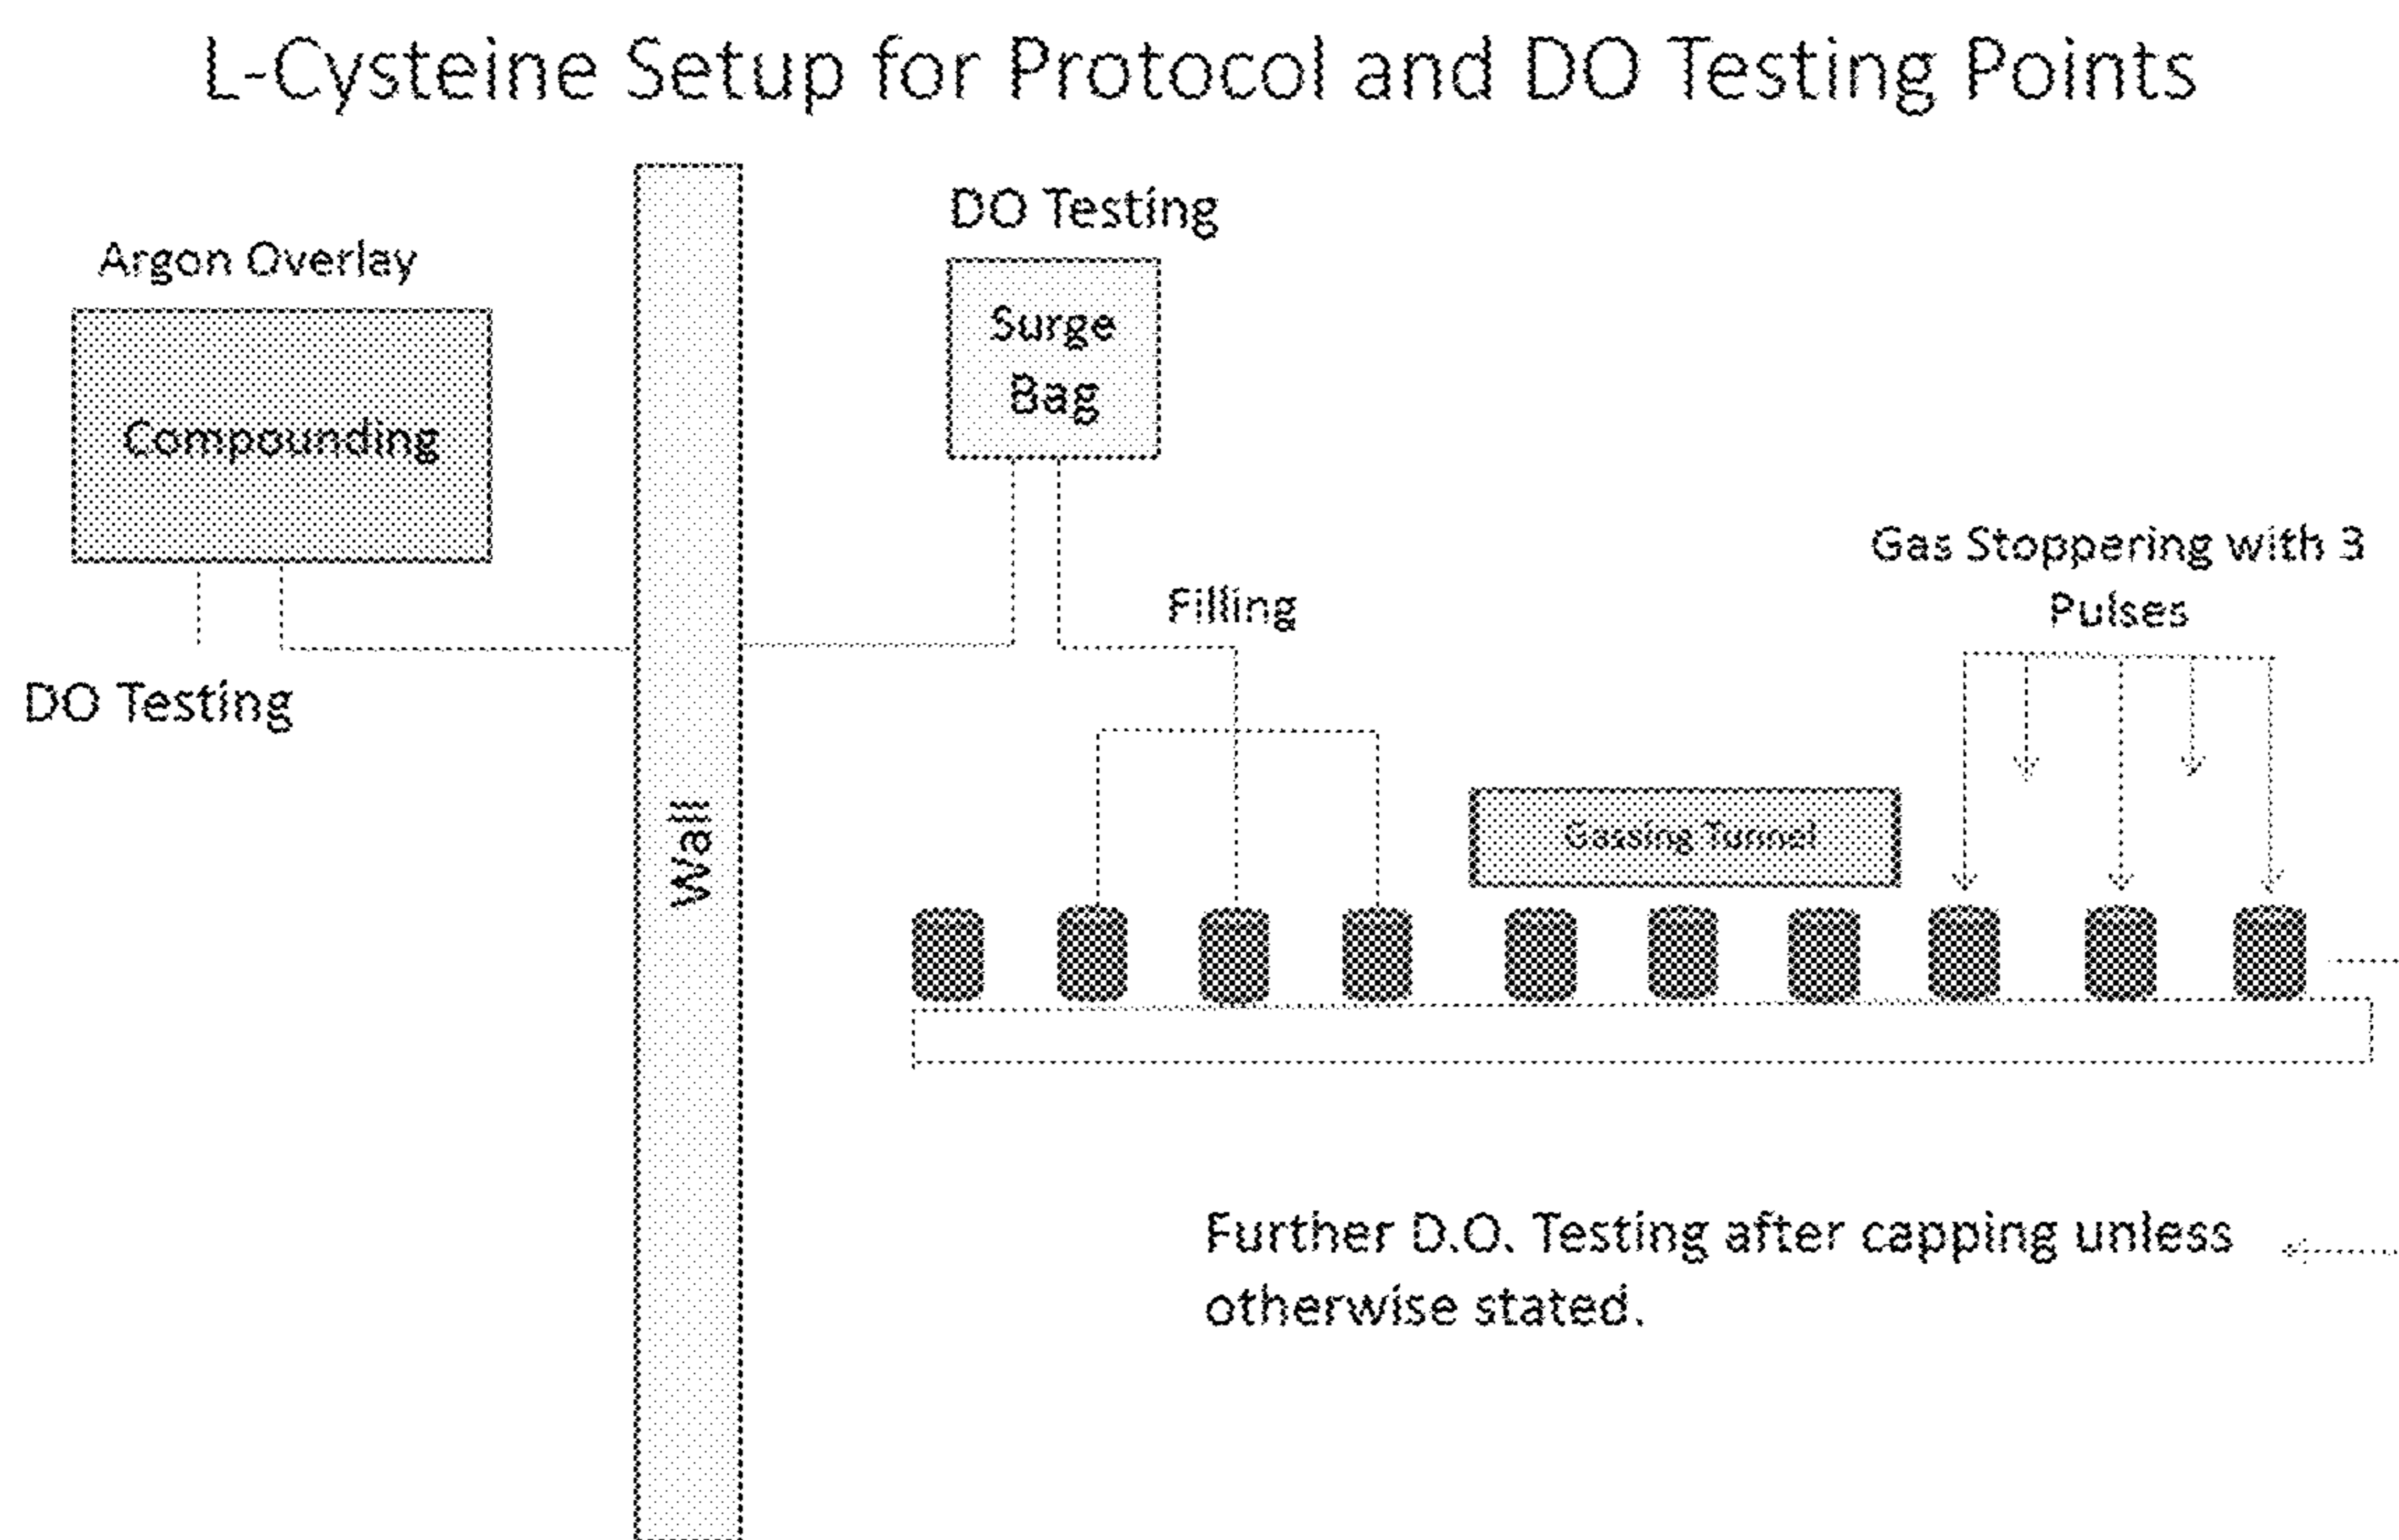 L-Cysteine Setup for Protocol and DO Testing Points
Argon Overlay
Compounding
DO Testing
Wall
DO Testing
Surge
Bag
Filling
Gassing Tunnel
Gas Stoppering with 3
Pulses
Further D.O. Testing after capping unless
otherwise stated.